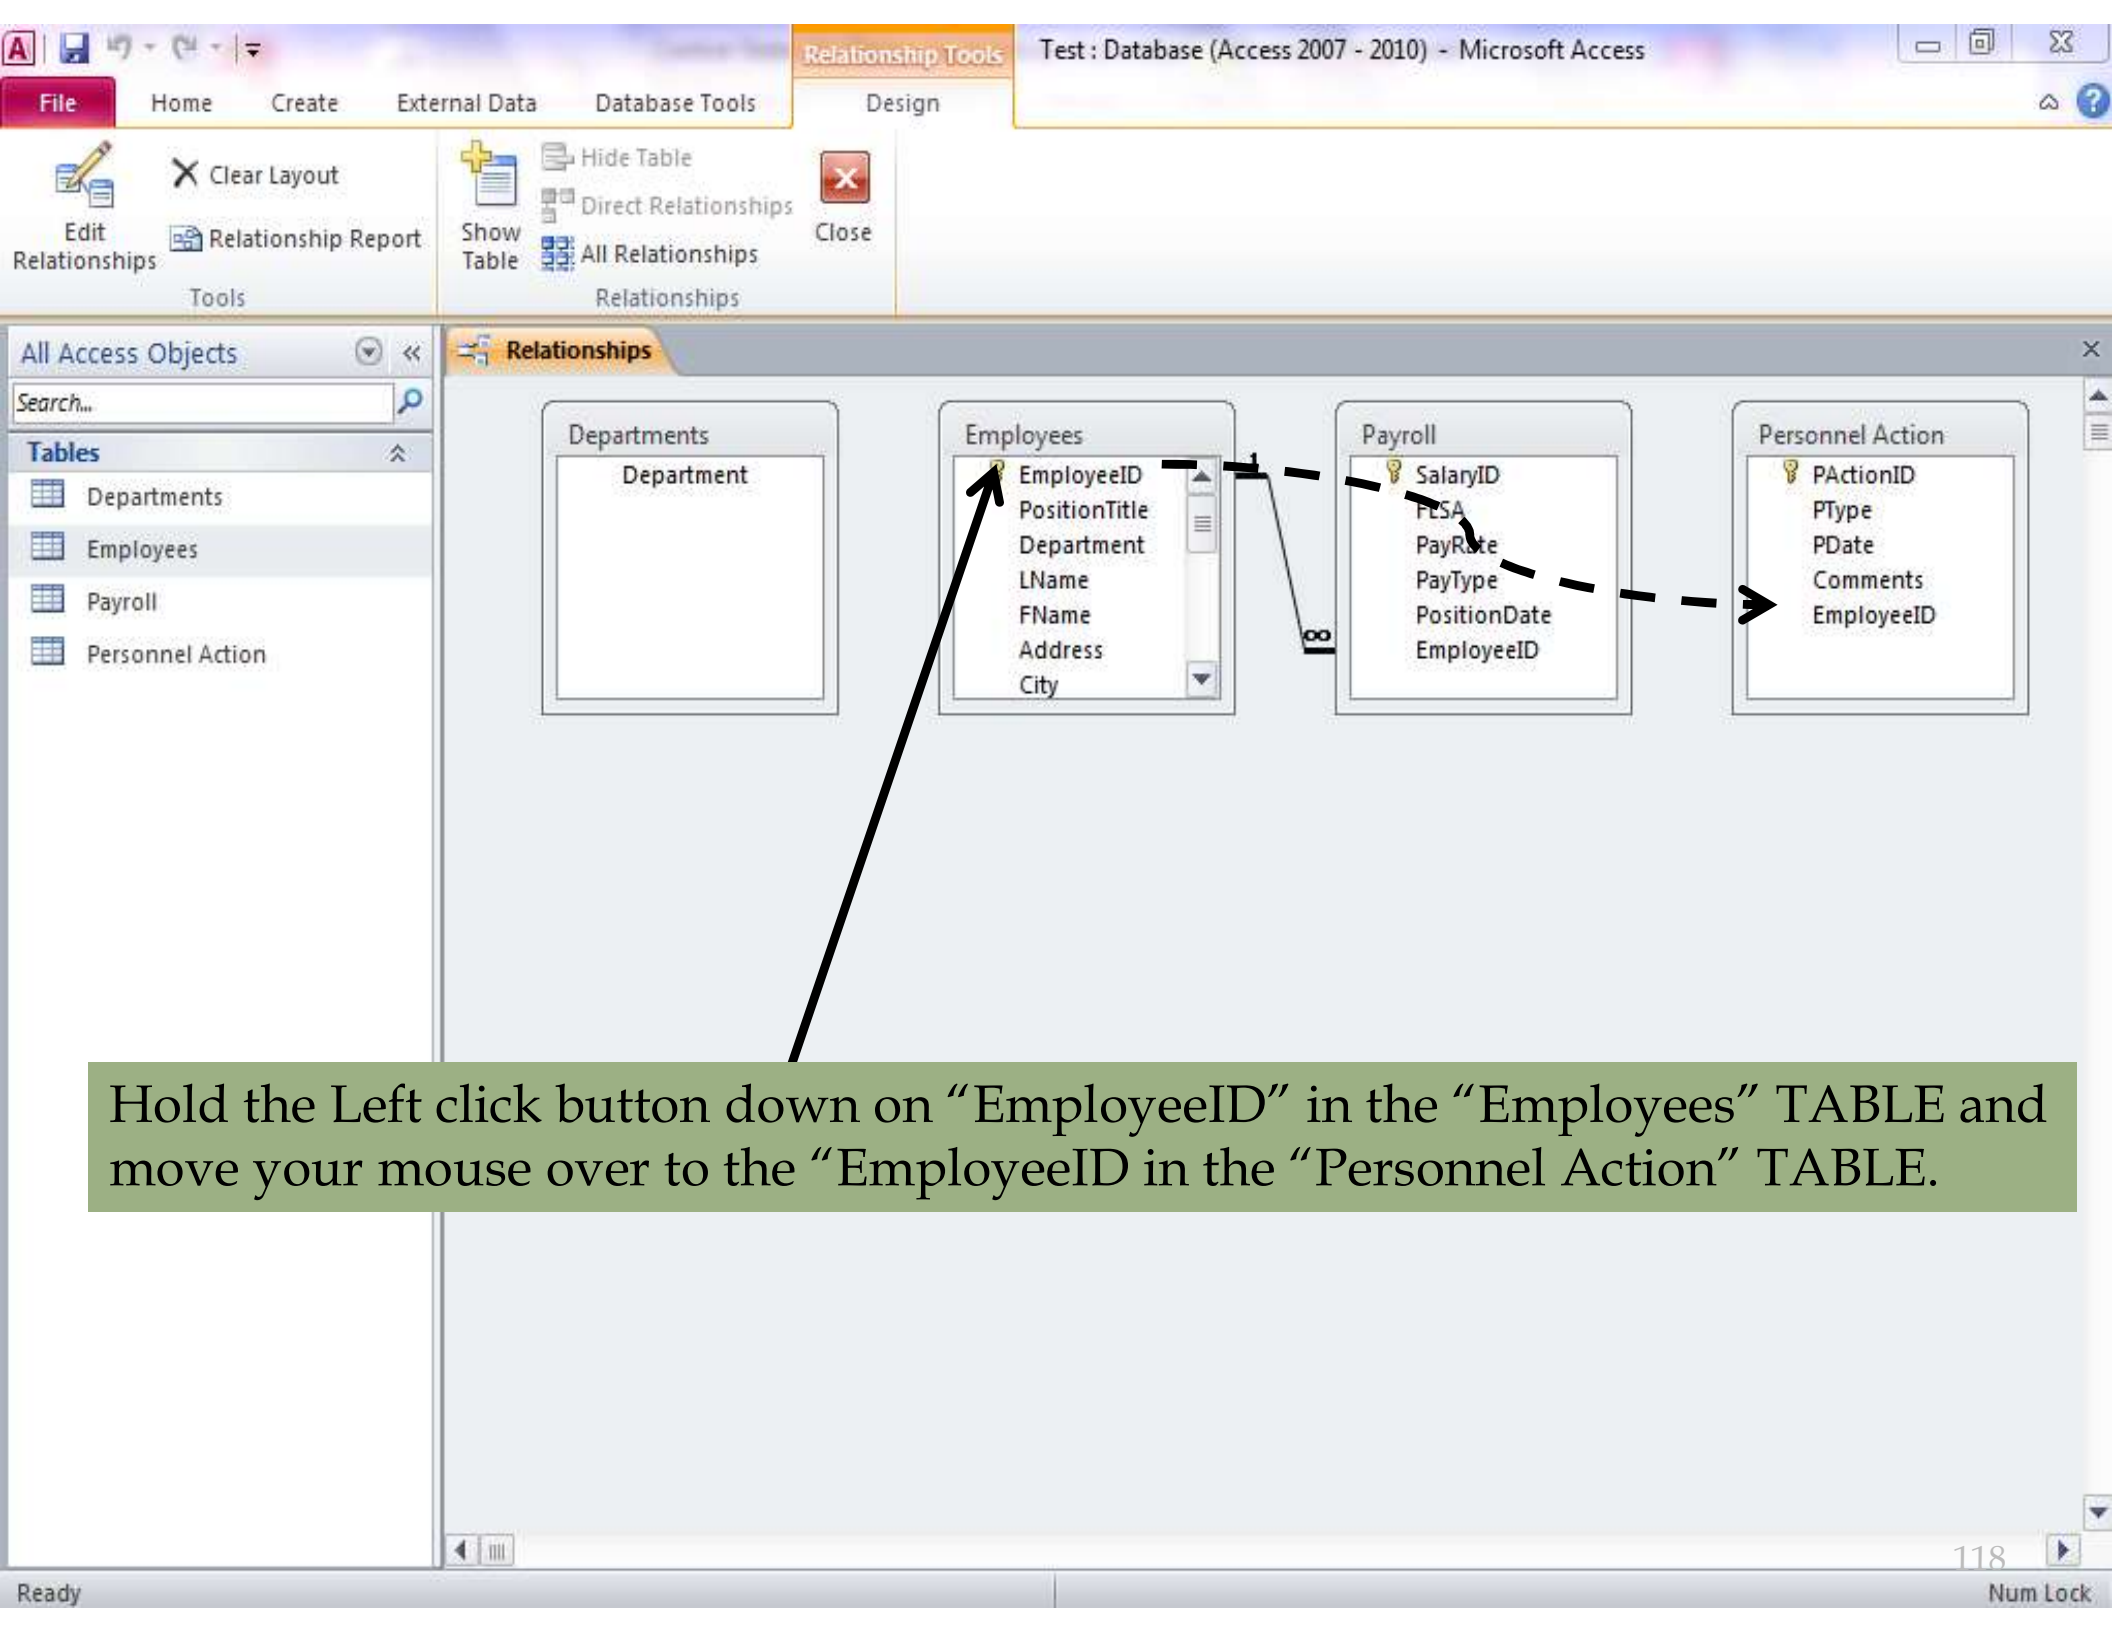 Relationship Tools
Test : Database (Access 2007 - 2010) - Microsoft Access
File Home Create External Data Database Tools Design
Edit Relationships
Clear Layout
Relationship Report
Tools
Show Table
Hide Table
Direct Relationships
All Relationships
Close
Relationships
All Access Objects
Search...
Tables
Departments
Employees
Payroll
Personnel Action
Relationships
Departments
Department
Employees
EmployeeID
PositionTitle
Department
LName
FName
Address
City
1
∞
Payroll
SalaryID
FLSA
PayRate
PayType
PositionDate
EmployeeID
Personnel Action
PActionID
PType
PDate
Comments
EmployeeID
Hold the Left click button down on “EmployeeID” in the “Employees” TABLE and
move your mouse over to the “EmployeeID in the “Personnel Action” TABLE.
118
Ready
Num Lock